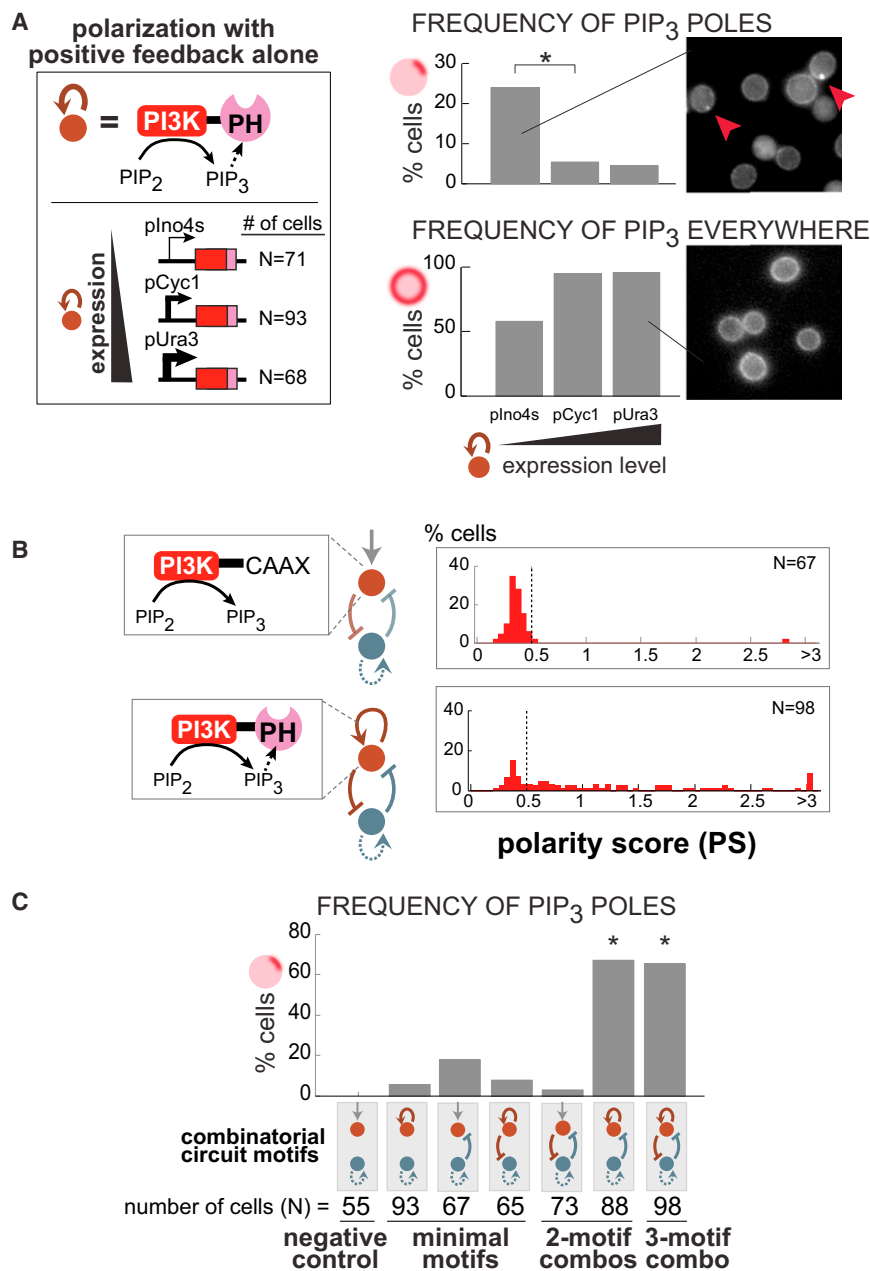 A
polarization with
positive feedback alone
= PI3K PH
PIP2 PIP3
# of cells
expression
pIno4s
N=71
pCyc1
N=93
pUra3
N=68
FREQUENCY OF PIP3 POLES
% cells
30
20
10
0
*
FREQUENCY OF PIP3 EVERYWHERE
% cells
100
50
0
pIno4s pCyc1 pUra3
expression level
B
PI3K CAAX
PIP2 PIP3
% cells
40
20
0
N=67
0 0.5 1 1.5 2 2.5 >3
PI3K PH
PIP2 PIP3
40
20
0
N=98
0 0.5 1 1.5 2 2.5 >3
polarity score (PS)
C
FREQUENCY OF PIP3 POLES
% cells
80
60
40
20
0
* *
combinatorial
circuit motifs
number of cells (N) = 55 93 67 65 73 88 98
negative control
minimal motifs
2-motif combos
3-motif combo